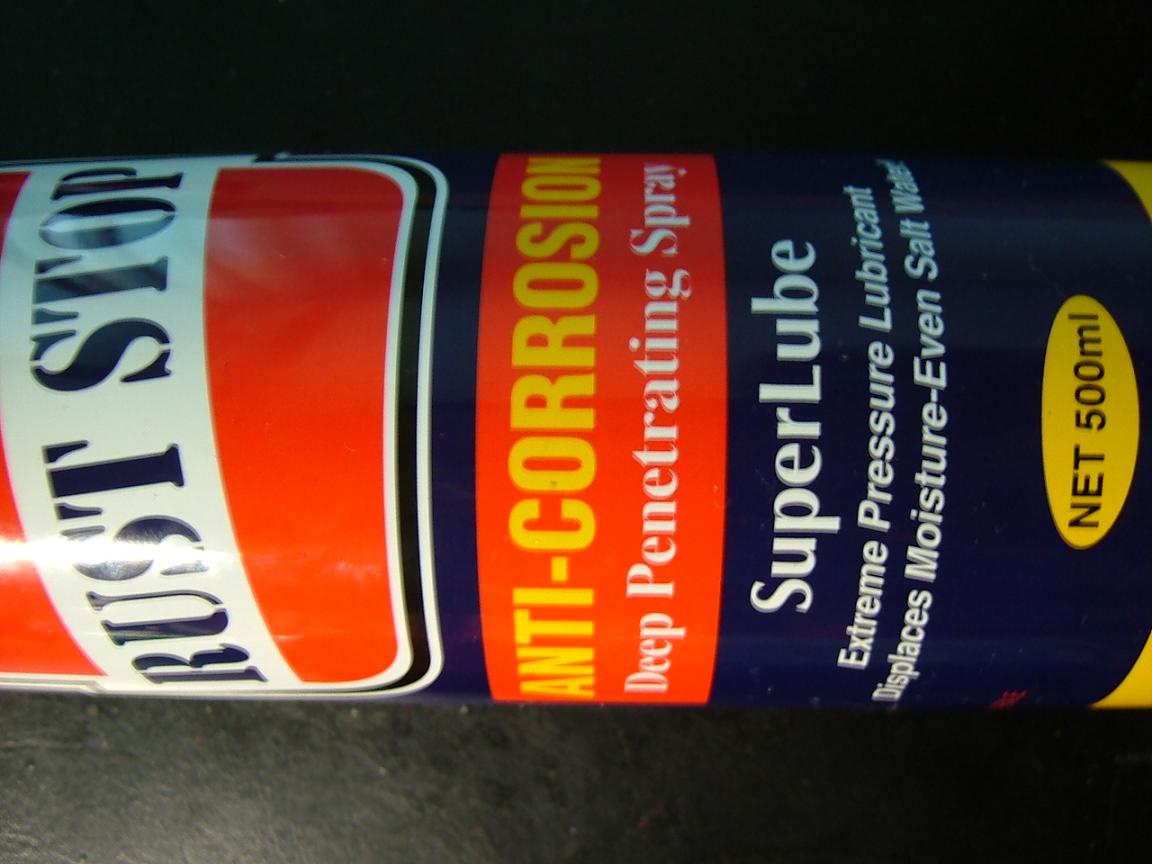 RUST STOP
ANTI-CORROSION
Deep Penetrating Spray
SuperLube
Extreme Pressure Lubricant
Displaces Moisture-Even Salt Water
NET 500ml